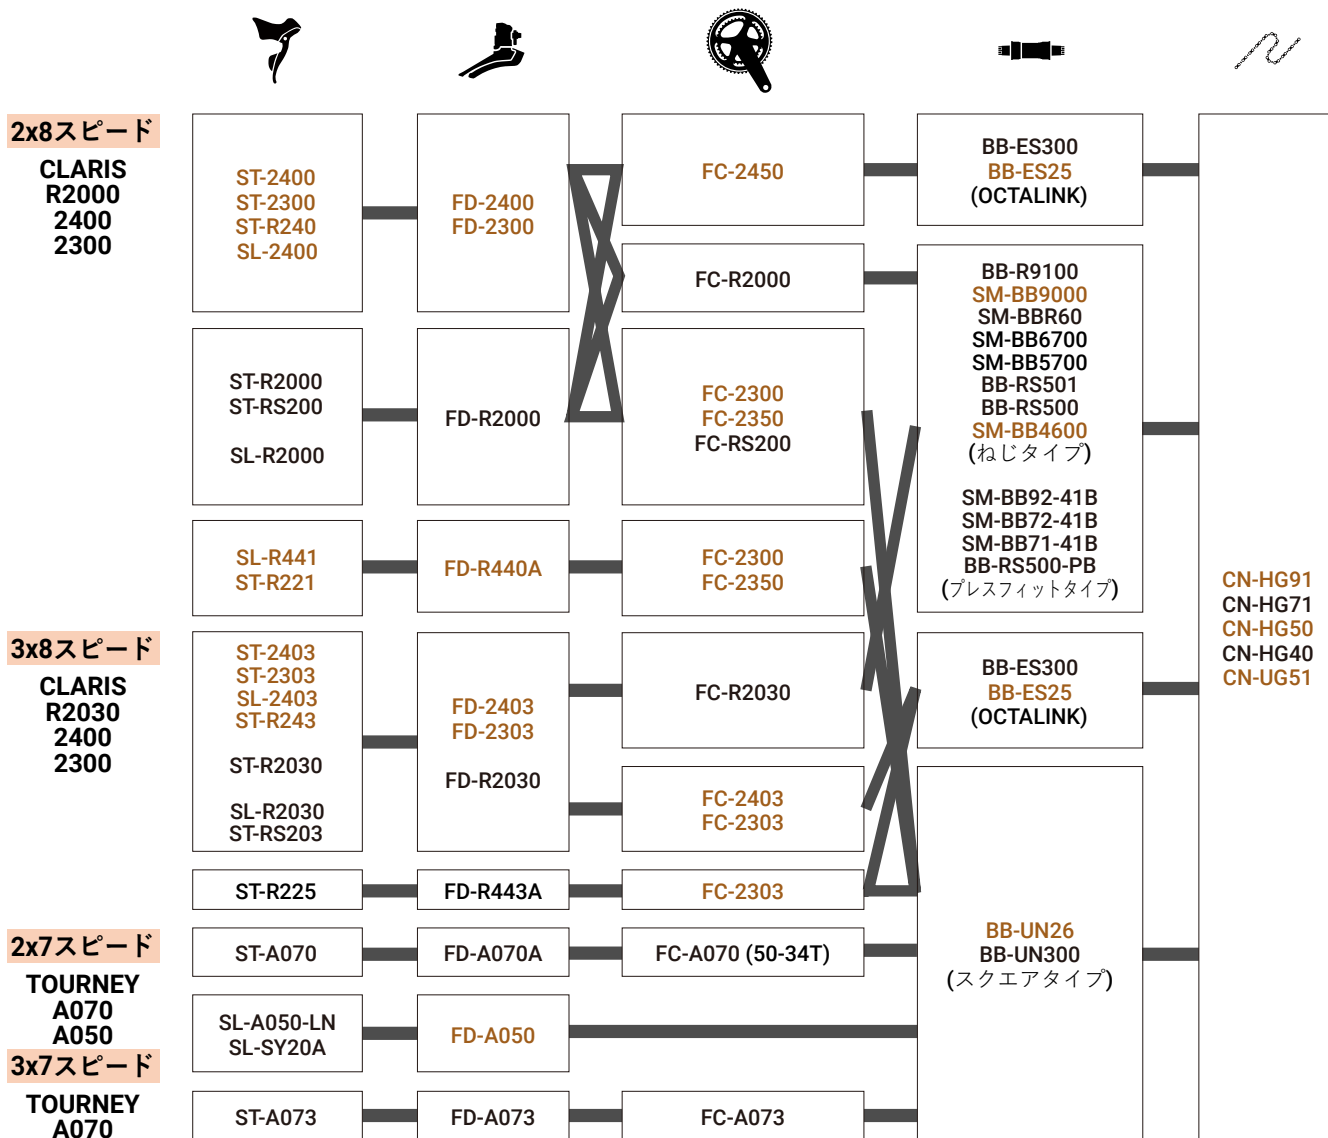 2x8スピード
CLARIS
R2000
2400
2300
ST-2400
ST-2300
ST-R240
SL-2400
FD-2400
FD-2300
FC-2450
BB-ES300
BB-ES25
(OCTALINK)
FC-R2000
BB-R9100
SM-BB9000
SM-BBR60
SM-BB6700
SM-BB5700
BB-RS501
BB-RS500
SM-BB4600
(ねじタイプ)
SM-BB92-41B
SM-BB72-41B
SM-BB71-41B
BB-RS500-PB
(プレスフィットタイプ)
ST-R2000
ST-RS200
SL-R2000
FD-R2000
FC-2300
FC-2350
FC-RS200
SL-R441
ST-R221
FD-R440A
FC-2300
FC-2350
CN-HG91
CN-HG71
CN-HG50
CN-HG40
CN-UG51
3x8スピード
CLARIS
R2030
2400
2300
ST-2403
ST-2303
SL-2403
ST-R243
ST-R2030
SL-R2030
ST-RS203
FD-2403
FD-2303
FD-R2030
FC-R2030
BB-ES300
BB-ES25
(OCTALINK)
FC-2403
FC-2303
ST-R225
FD-R443A
FC-2303
BB-UN26
BB-UN300
(スクエアタイプ)
2x7スピード
TOURNEY
A070
A050
ST-A070
FD-A070A
FC-A070 (50-34T)
SL-A050-LN
SL-SY20A
FD-A050
3x7スピード
TOURNEY
A070
ST-A073
FD-A073
FC-A073